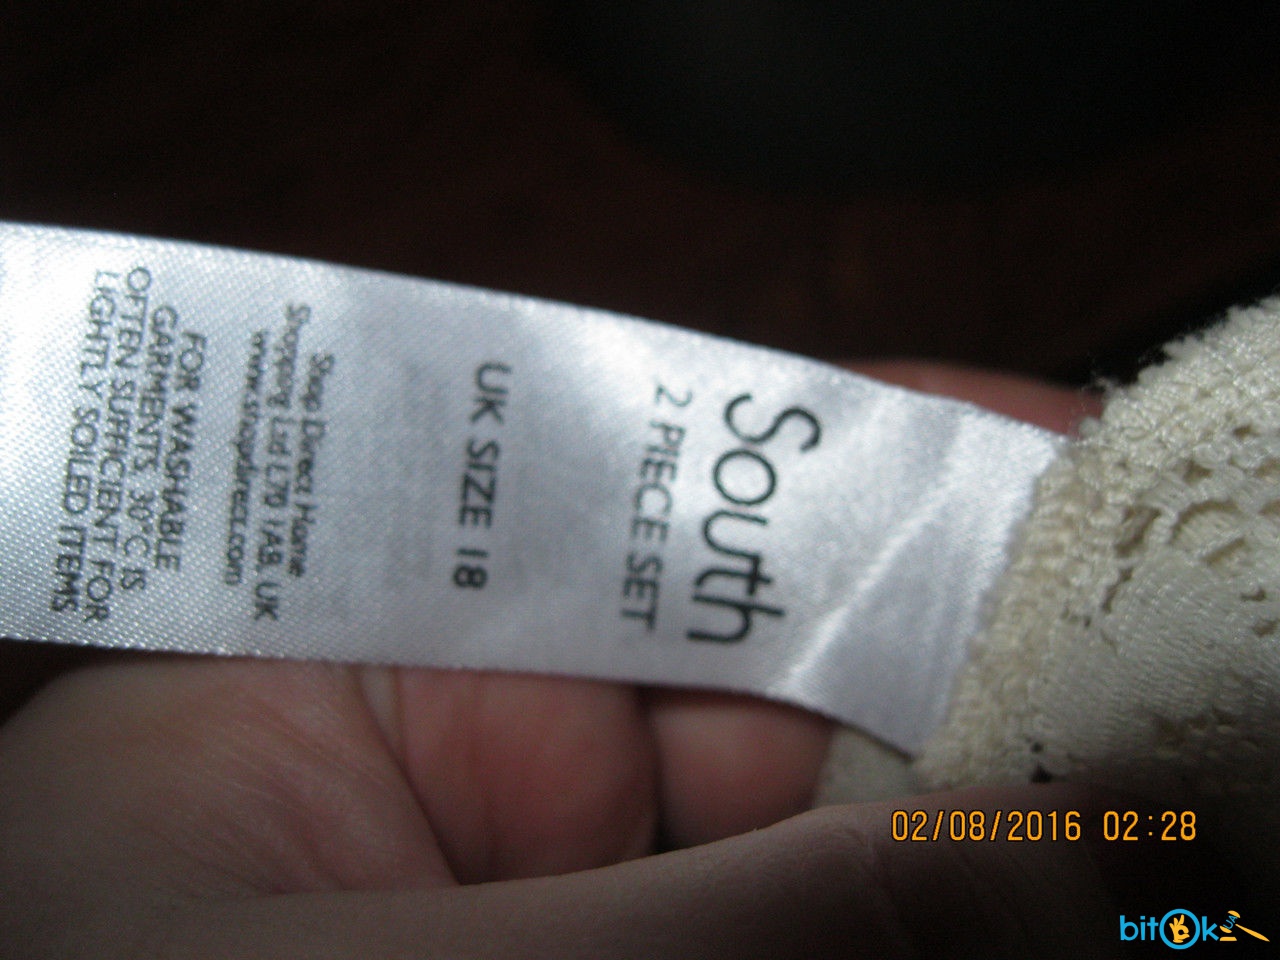 South
2 PIECE SET
UK SIZE 18
Shop Direct Home
Shopping Ltd L70 1AB, UK
www.shopdirect.com
FOR WASHABLE
GARMENTS, 30°C IS
OFTEN SUFFICIENT FOR
LIGHTLY SOILED ITEMS
02/08/2016 02:28
bitOk
UA